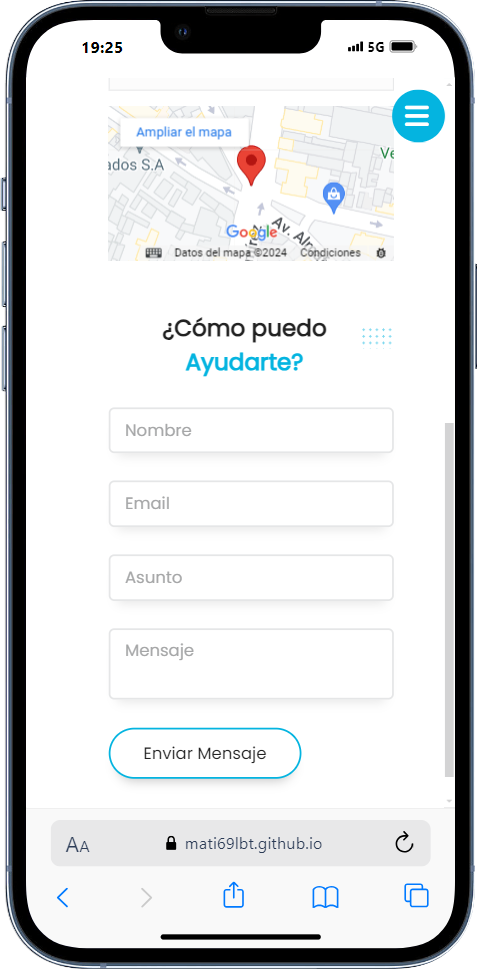 19:25
5G
Ampliar el mapa
ados S.A
Ve
Google
Av. Al
Datos del mapa ©2024
Condiciones
¿Cómo puedo
Ayudarte?
Nombre
Email
Asunto
Mensaje
Enviar Mensaje
AA
mati69lbt.github.io